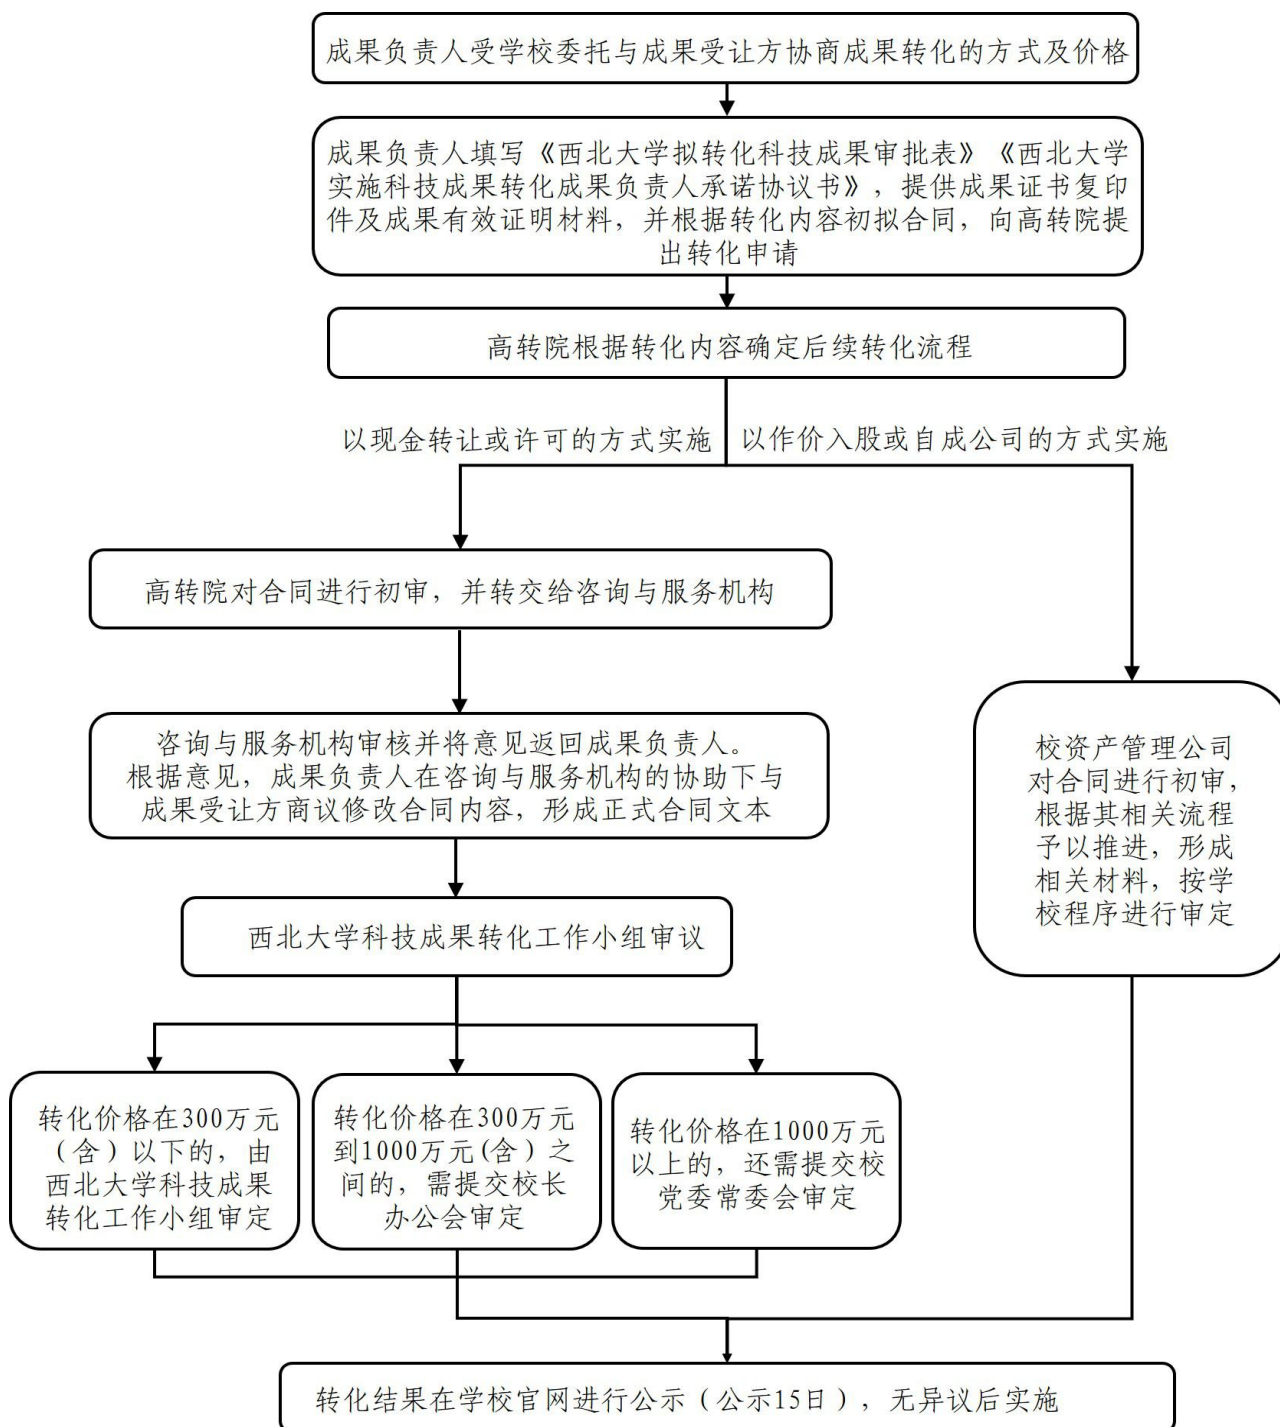 成果负责人受学校委托与成果受让方协商成果转化的方式及价格
成果负责人填写《西北大学拟转化科技成果审批表》《西北大学
实施科技成果转化成果负责人承诺协议书》，提供成果证书复印
件及成果有效证明材料，并根据转化内容初拟合同，向高转院提
出转化申请
高转院根据转化内容确定后续转化流程
以现金转让或许可的方式实施
以作价入股或自成公司的方式实施
高转院对合同进行初审，并转交给咨询与服务机构
咨询与服务机构审核并将意见返回成果负责人。
根据意见，成果负责人在咨询与服务机构的协助下与
成果受让方商议修改合同内容，形成正式合同文本
校资产管理公司
对合同进行初审，
根据其相关流程
予以推进，形成
相关材料，按学
校程序进行审定
西北大学科技成果转化工作小组审议
转化价格在300万元
（含）以下的，由
西北大学科技成果
转化工作小组审定
转化价格在300万元
到1000万元(含）之
间的，需提交校长
办公会审定
转化价格在1000万元
以上的，还需提交校
党委常委会审定
转化结果在学校官网进行公示（公示15日），无异议后实施